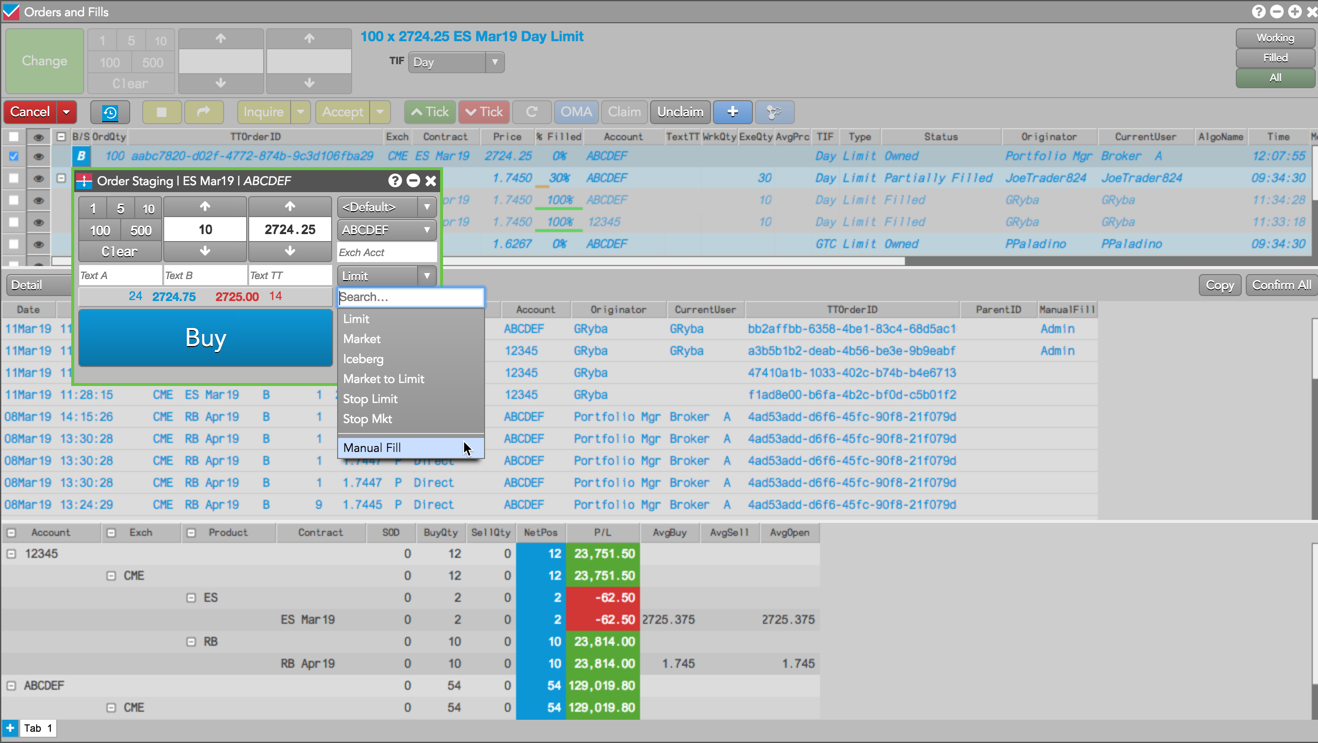 Orders and Fills
Change
1 5 10
100 500
Clear
100 x 2724.25 ES Mar19 Day Limit
TIF Day
Working
Filled
All
Cancel Inquire Accept Tick Tick C OMA Claim Unclaim +
B/S OrdQty TTOrderID Exch Contract Price % Filled Account TextTT WrkQty ExeQty AvgPrc TIF Type Status Originator CurrentUser AlgoName Time
B 100 aabc7820-d02f-4772-874b-9c3d106fba29 CME ES Mar19 2724.25 0% ABCDEF Day Limit Owned Portfolio Mgr Broker A 12:07:55
1.7450 30% ABCDEF 30 Day Limit Partially Filled JoeTrader824 JoeTrader824 09:34:30
1.7450 100% ABCDEF 10 Day Limit Filled GRyba GRyba 11:34:28
1.7450 100% 12345 10 Day Limit Filled GRyba GRyba 11:33:18
1.6267 0% ABCDEF GTC Limit Owned PPaladino PPaladino 09:34:30
Order Staging | ES Mar19 | ABCDEF
1 5 10
100 500
Clear
10
2724.25
<Default>
ABCDEF
Exch Acct
Text A Text B Text TT Limit
24 2724.75 2725.00 14
Buy
Search...
Limit
Market
Iceberg
Market to Limit
Stop Limit
Stop Mkt
Manual Fill
Detail Copy Confirm All
Date Account Originator CurrentUser TTOrderID ParentID ManualFill
11Mar19 11 ABCDEF GRyba GRyba bb2affbb-6358-4be1-83c4-68d5ac1 Admin
11Mar19 11 12345 GRyba GRyba a3b5b1b2-deab-4b56-be3e-9b9eabf Admin
11Mar19 11 12345 GRyba 47410a1b-1033-402c-b74b-b4e6713
11Mar19 11:28:15 CME ES Mar19 B 1 12345 GRyba f1ad8e00-b6fa-4b2c-bf0d-c5b01f2
08Mar19 14:15:26 CME RB Apr19 B 1 ABCDEF Portfolio Mgr Broker A 4ad53add-d6f6-45fc-90f8-21f079d
08Mar19 13:30:28 CME RB Apr19 B 1 ABCDEF Portfolio Mgr Broker A 4ad53add-d6f6-45fc-90f8-21f079d
08Mar19 13:30:28 CME RB Apr19 B 1 1.7447 P Direct ABCDEF Portfolio Mgr Broker A 4ad53add-d6f6-45fc-90f8-21f079d
08Mar19 13:30:28 CME RB Apr19 B 1 1.7447 P Direct ABCDEF Portfolio Mgr Broker A 4ad53add-d6f6-45fc-90f8-21f079d
08Mar19 13:24:29 CME RB Apr19 B 9 1.7445 P Direct ABCDEF Portfolio Mgr Broker A 4ad53add-d6f6-45fc-90f8-21f079d
Account Exch Product Contract SOD BuyQty SellQty NetPos P/L AvgBuy AvgSell AvgOpen
12345 0 12 0 12 23,751.50
CME 0 12 0 12 23,751.50
ES 0 2 0 2 -62.50
ES Mar19 0 2 0 2 -62.50 2725.375 2725.375
RB 0 10 0 10 23,814.00
RB Apr19 0 10 0 10 23,814.00 1.745 1.745
ABCDEF 0 54 0 54 129,019.80
CME 0 54 0 54 129,019.80
+ Tab 1